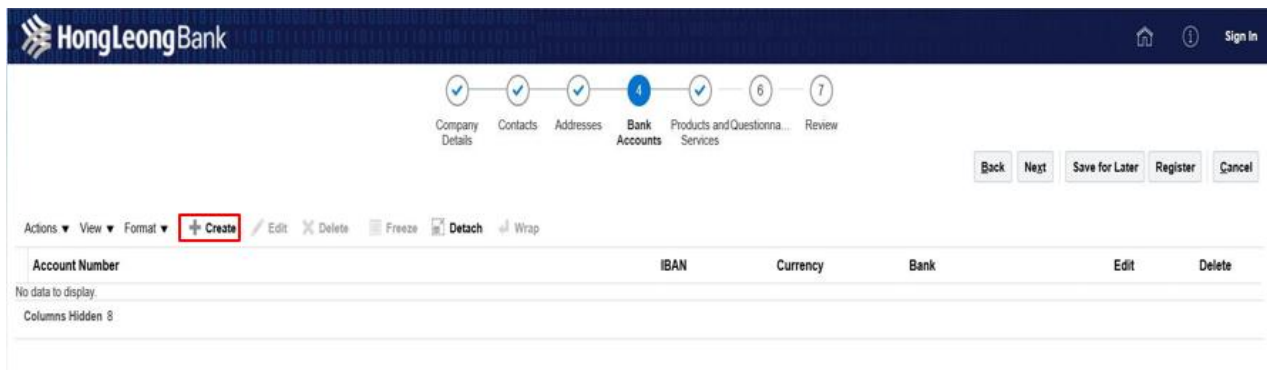 HongLeong Bank
Sign In
4 6 7
Company Details Contacts Addresses Bank Accounts Products and Services Questionna... Review
Back Next Save for Later Register Cancel
Actions View Format Create Edit Delete Freeze Detach Wrap
Account Number IBAN Currency Bank Edit Delete
No data to display.
Columns Hidden 8